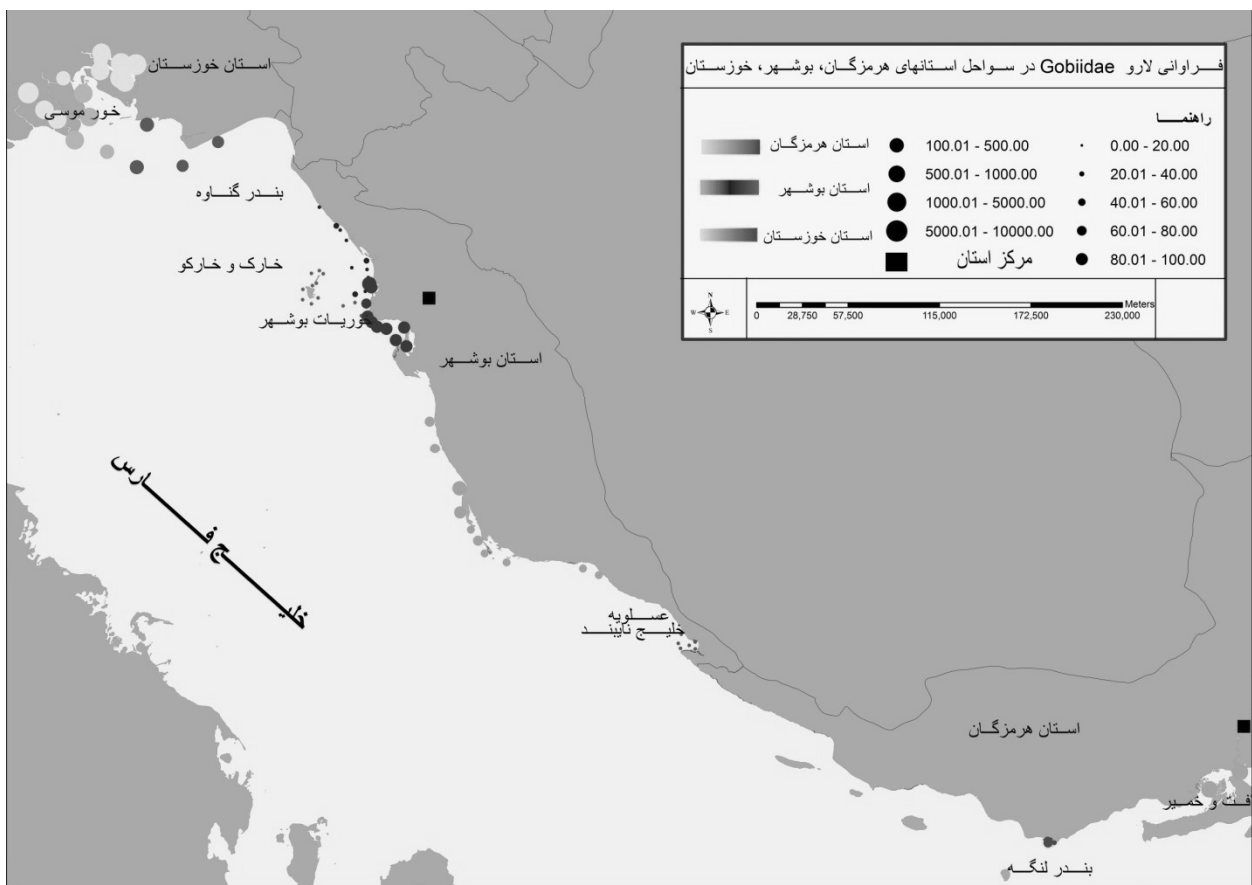 فراوانی لارو Gobiidae در سواحل استانهای هرمزگان، بوشهر، خوزستان
راهنما
0.00 - 20.00
20.01 - 40.00
40.01 - 60.00
60.01 - 80.00
80.01 - 100.00
100.01 - 500.00
500.01 - 1000.00
1000.01 - 5000.00
5000.01 - 10000.00
مرکز استان
استان هرمزگان
استان بوشهر
استان خوزستان
N
W E
S
Meters
0 28,750 57,500 115,000 172,500 230,000
استان خوزستان
خور موسی
بندر گناوه
خارک و خارکو
خوریات بوشهر
استان بوشهر
خلیج فارس
عسلویه
خلیج نایبند
استان هرمزگان
افت و خمیر
بندر لنگه